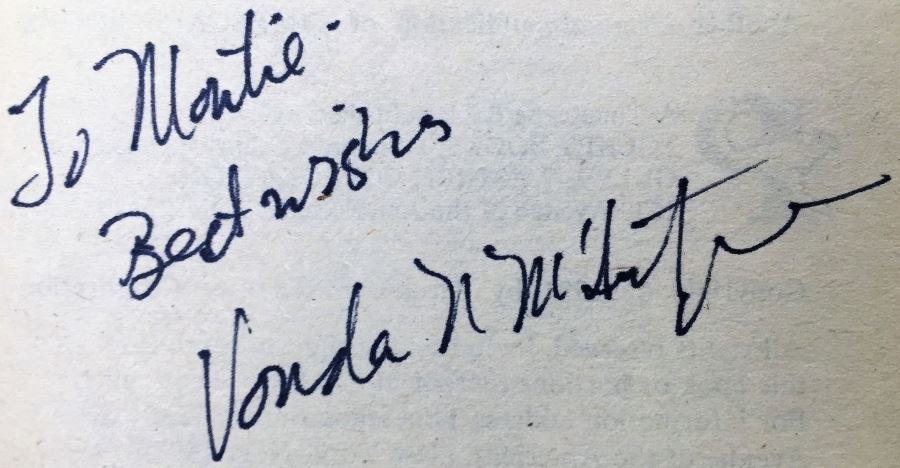 To Montie.
Best wishes
Vonda N McIntyre